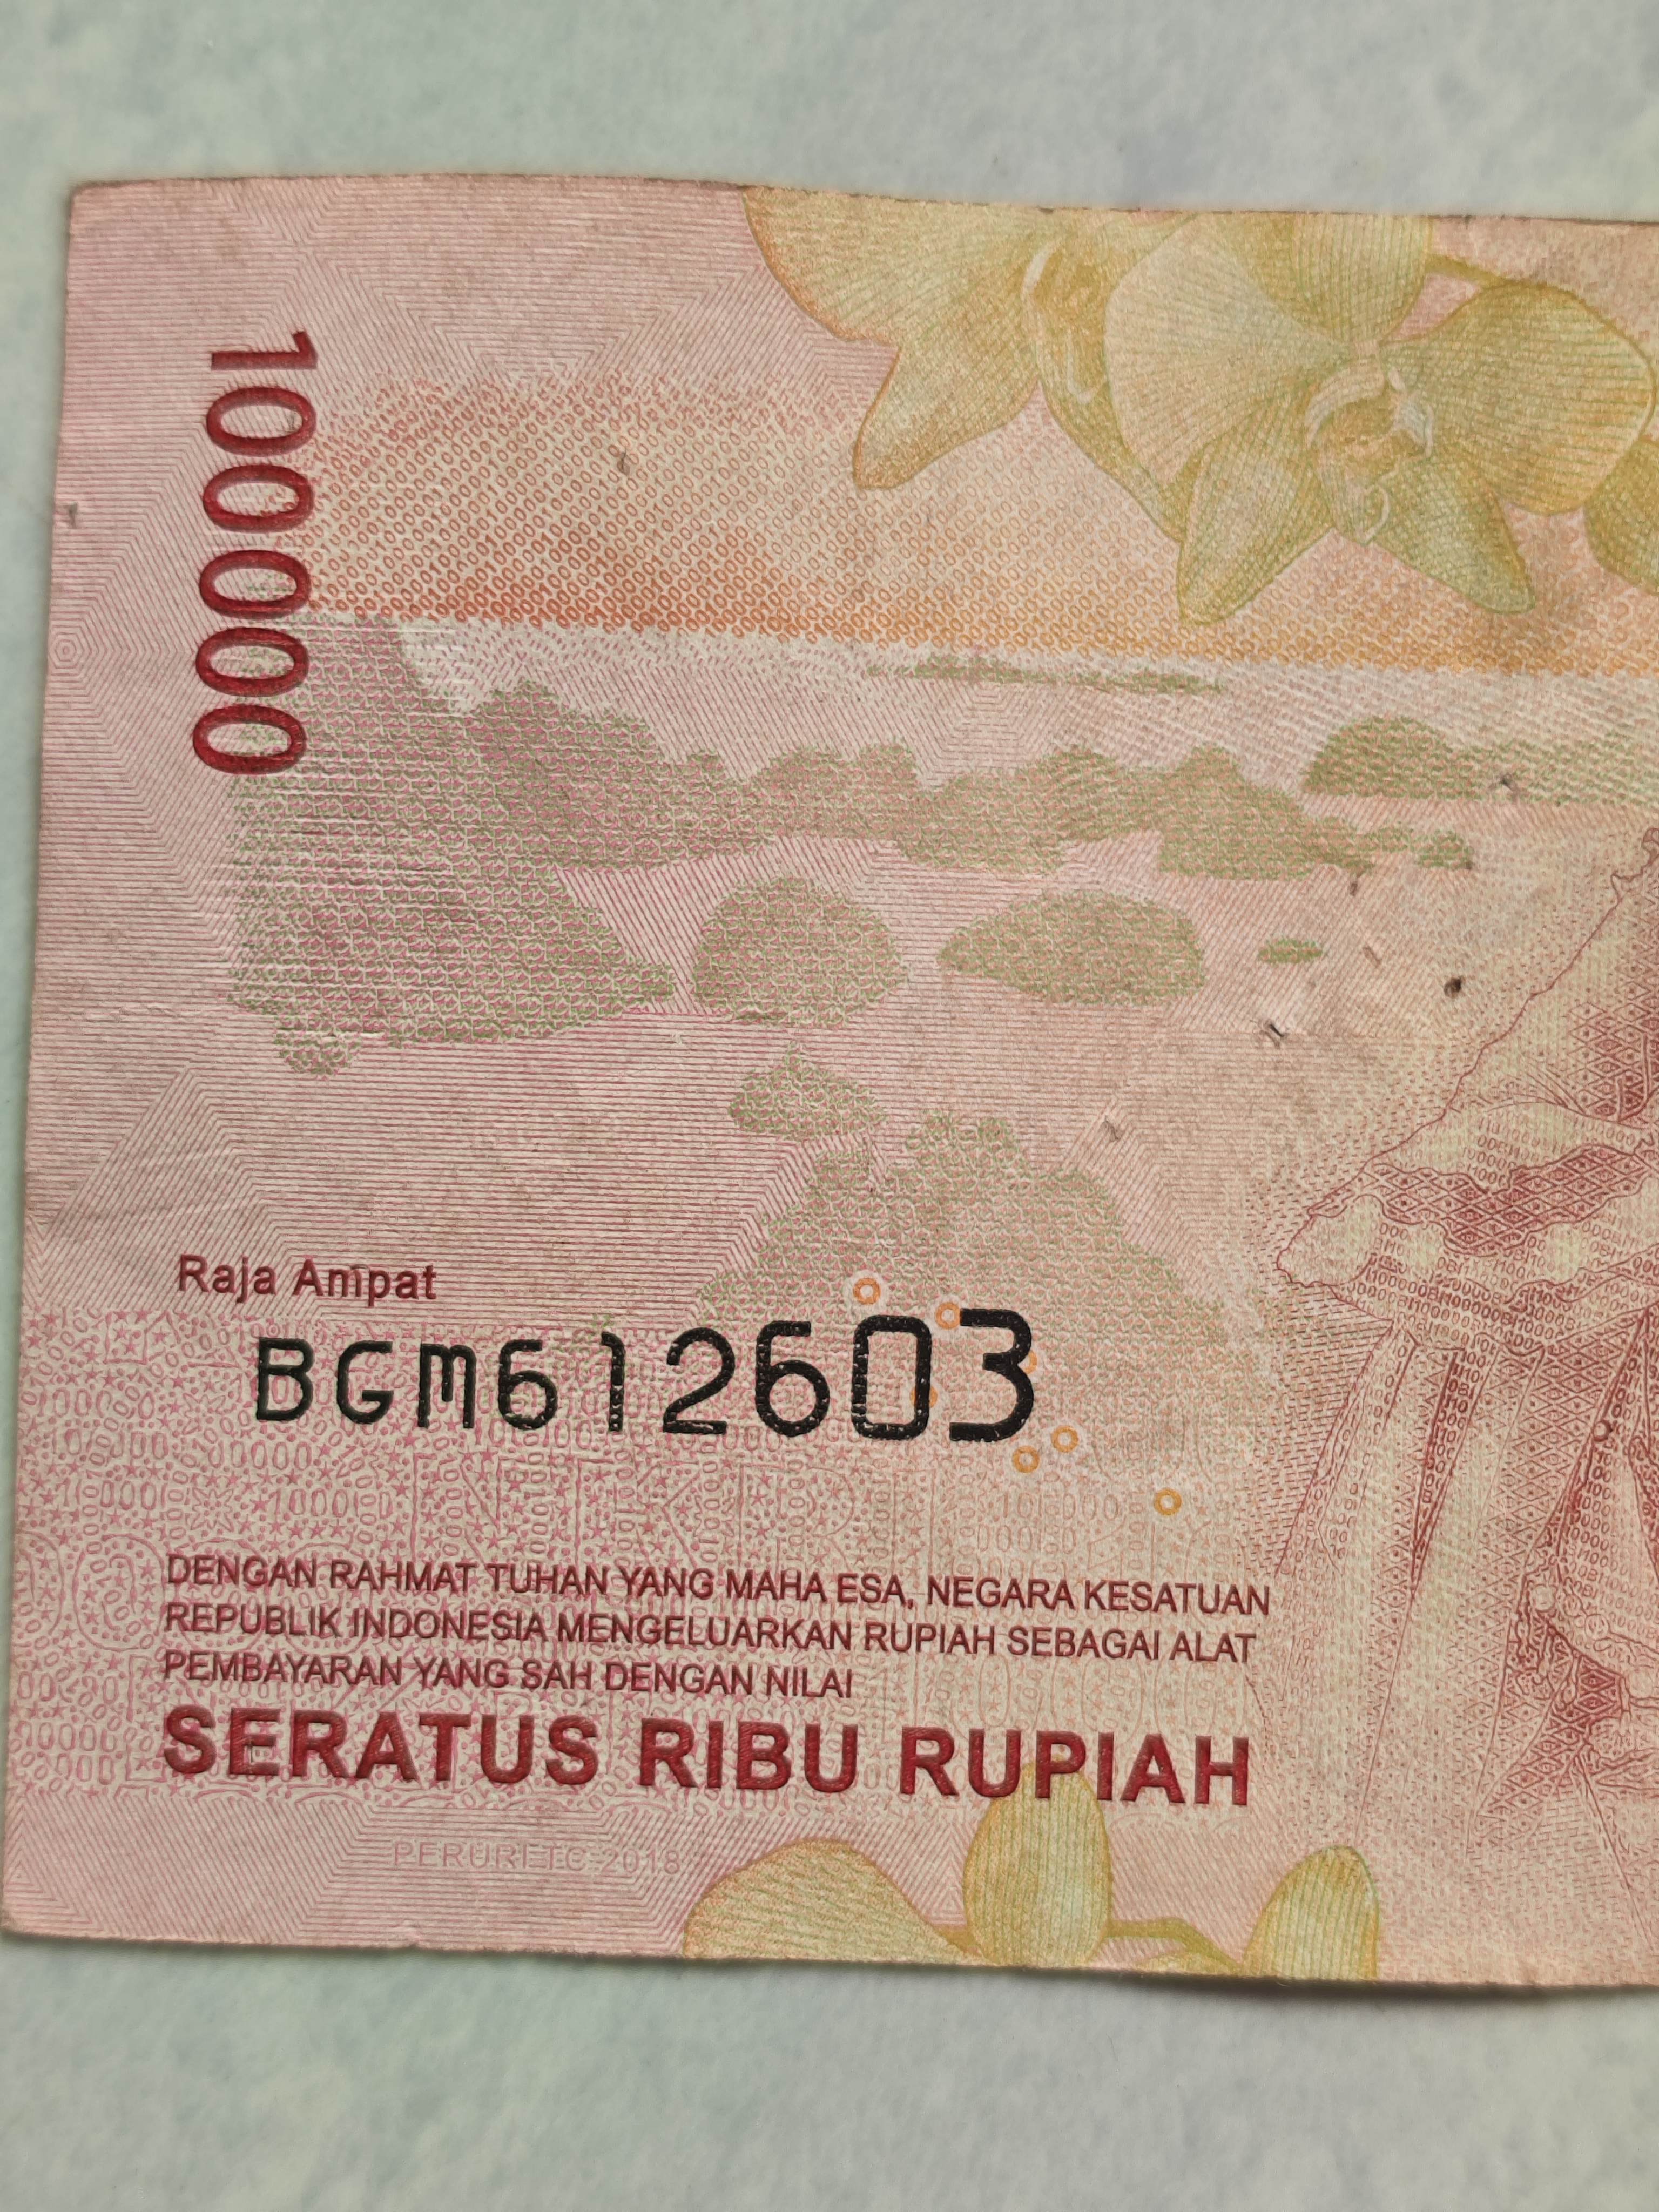 100000
Raja Ampat
BGM612603
DENGAN RAHMAT TUHAN YANG MAHA ESA, NEGARA KESATUAN
REPUBLIK INDONESIA MENGELUARKAN RUPIAH SEBAGAI ALAT
PEMBAYARAN YANG SAH DENGAN NILAI
SERATUS RIBU RUPIAH
PERURI TC 2018